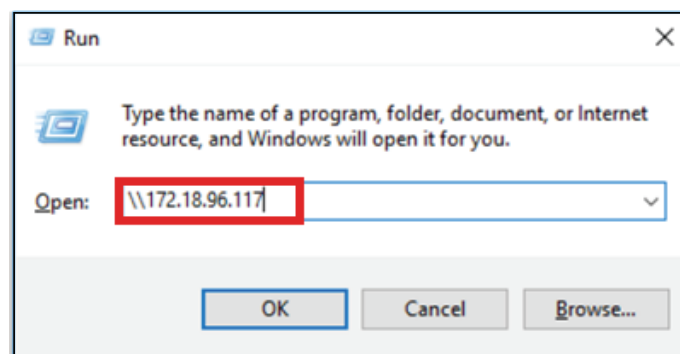 Run
Type the name of a program, folder, document, or Internet
resource, and Windows will open it for you.
Open: \\172.18.96.117
OK Cancel Browse...